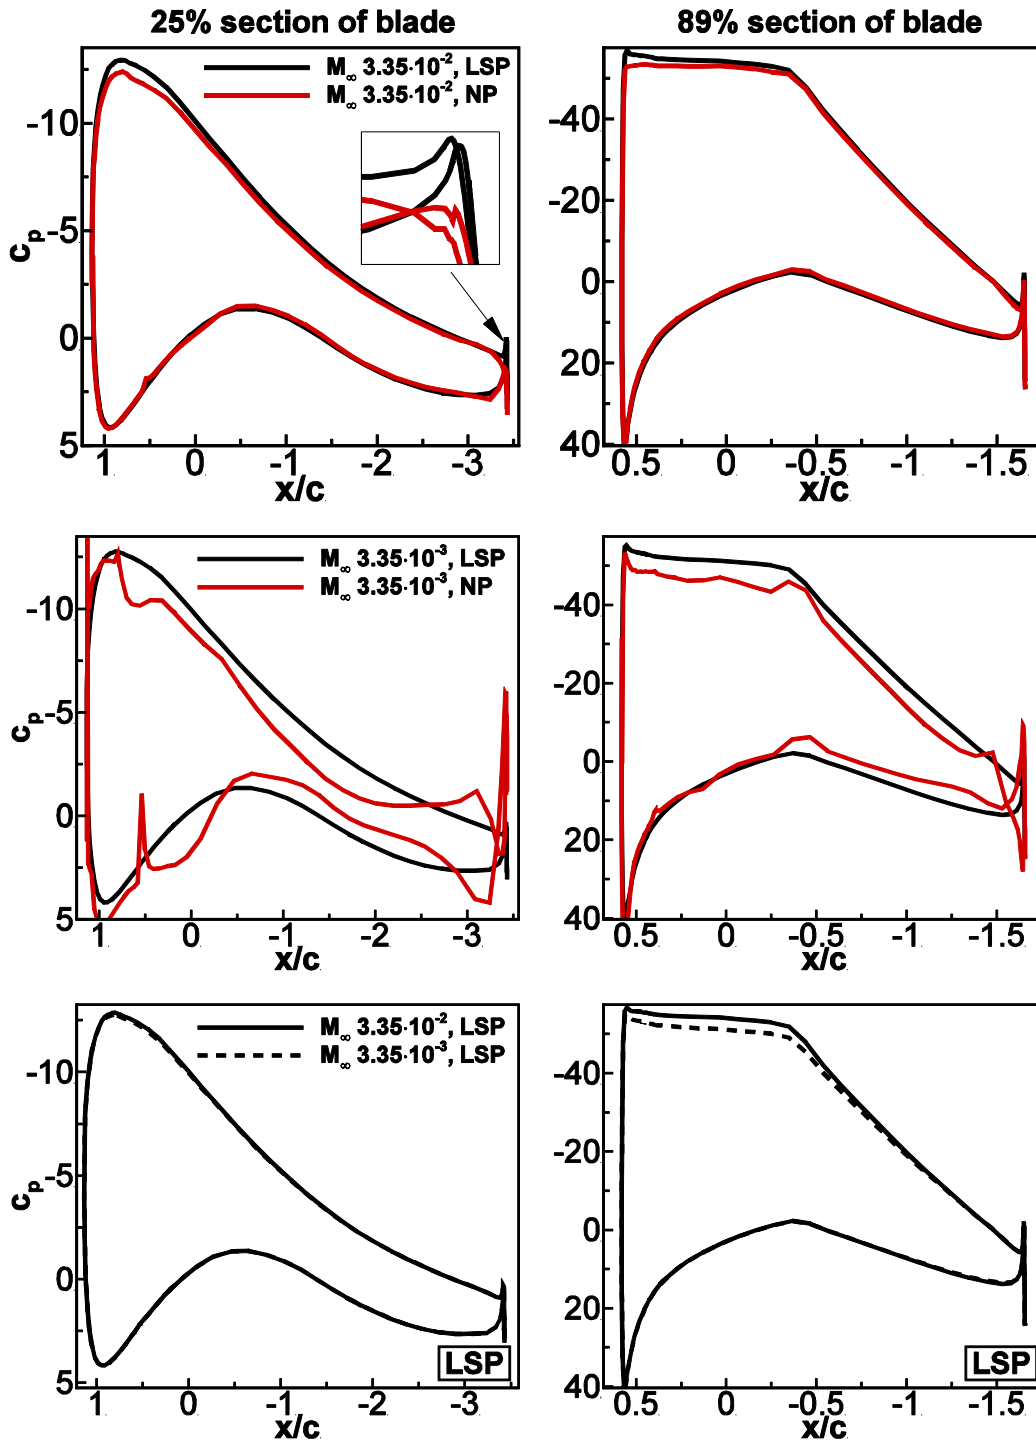 25% section of blade
89% section of blade
M∞ 3.35·10-2, LSP
M∞ 3.35·10-2, NP
-10
-5
0
5
cp
1 0 -1 -2 -3
x/c
-40
-20
0
20
40
0.5 0 -0.5 -1 -1.5
x/c
M∞ 3.35·10-3, LSP
M∞ 3.35·10-3, NP
-10
-5
0
5
cp
1 0 -1 -2 -3
x/c
-40
-20
0
20
40
0.5 0 -0.5 -1 -1.5
x/c
M∞ 3.35·10-2, LSP
M∞ 3.35·10-3, LSP
-10
-5
0
5
cp
LSP
1 0 -1 -2 -3
x/c
-40
-20
0
20
40
LSP
0.5 0 -0.5 -1 -1.5
x/c